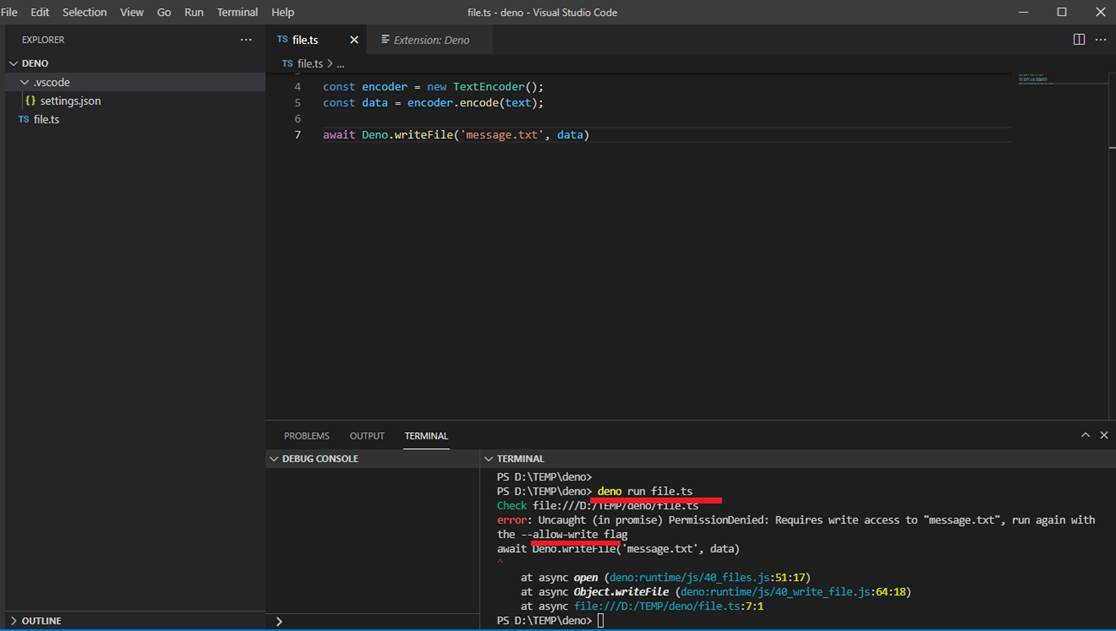 File Edit Selection View Go Run Terminal Help file.ts - deno - Visual Studio Code
EXPLORER
DENO
.vscode
{} settings.json
TS file.ts
OUTLINE
TS file.ts Extension: Deno
TS file.ts > ...
4 const encoder = new TextEncoder();
5 const data = encoder.encode(text);
6
7 await Deno.writeFile('message.txt', data)
PROBLEMS OUTPUT TERMINAL
DEBUG CONSOLE
TERMINAL
PS D:\TEMP\deno>
PS D:\TEMP\deno> deno run file.ts
Check file:///D:/TEMP/deno/file.ts
error: Uncaught (in promise) PermissionDenied: Requires write access to "message.txt", run again with
the --allow-write flag
await Deno.writeFile('message.txt', data)
^
at async open (deno:runtime/js/40_files.js:51:17)
at async Object.writeFile (deno:runtime/js/40_write_file.js:64:18)
at async file:///D:/TEMP/deno/file.ts:7:1
PS D:\TEMP\deno>